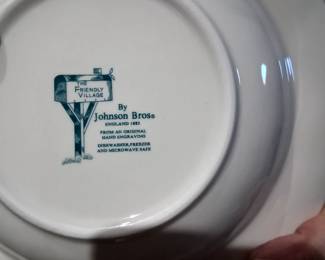 THE
FRIENDLY
VILLAGE
By
Johnson Bros®
ENGLAND 1883
FROM AN ORIGINAL
HAND ENGRAVING
DISHWASHER, FREEZER
AND MICROWAVE SAFE